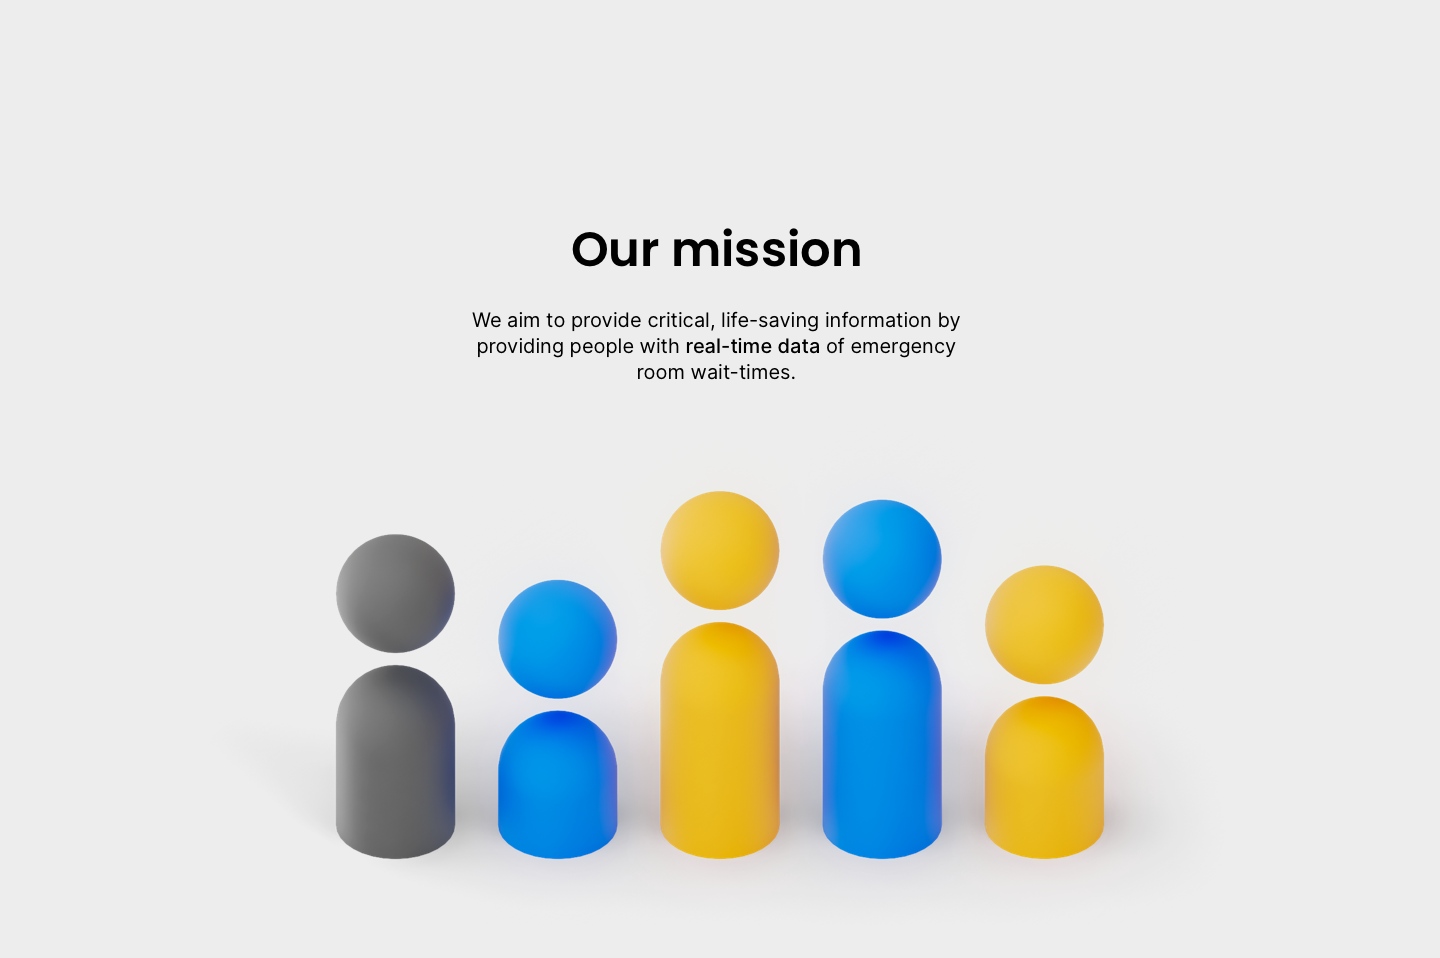 Our mission
We aim to provide critical, life-saving information by
providing people with real-time data of emergency
room wait-times.